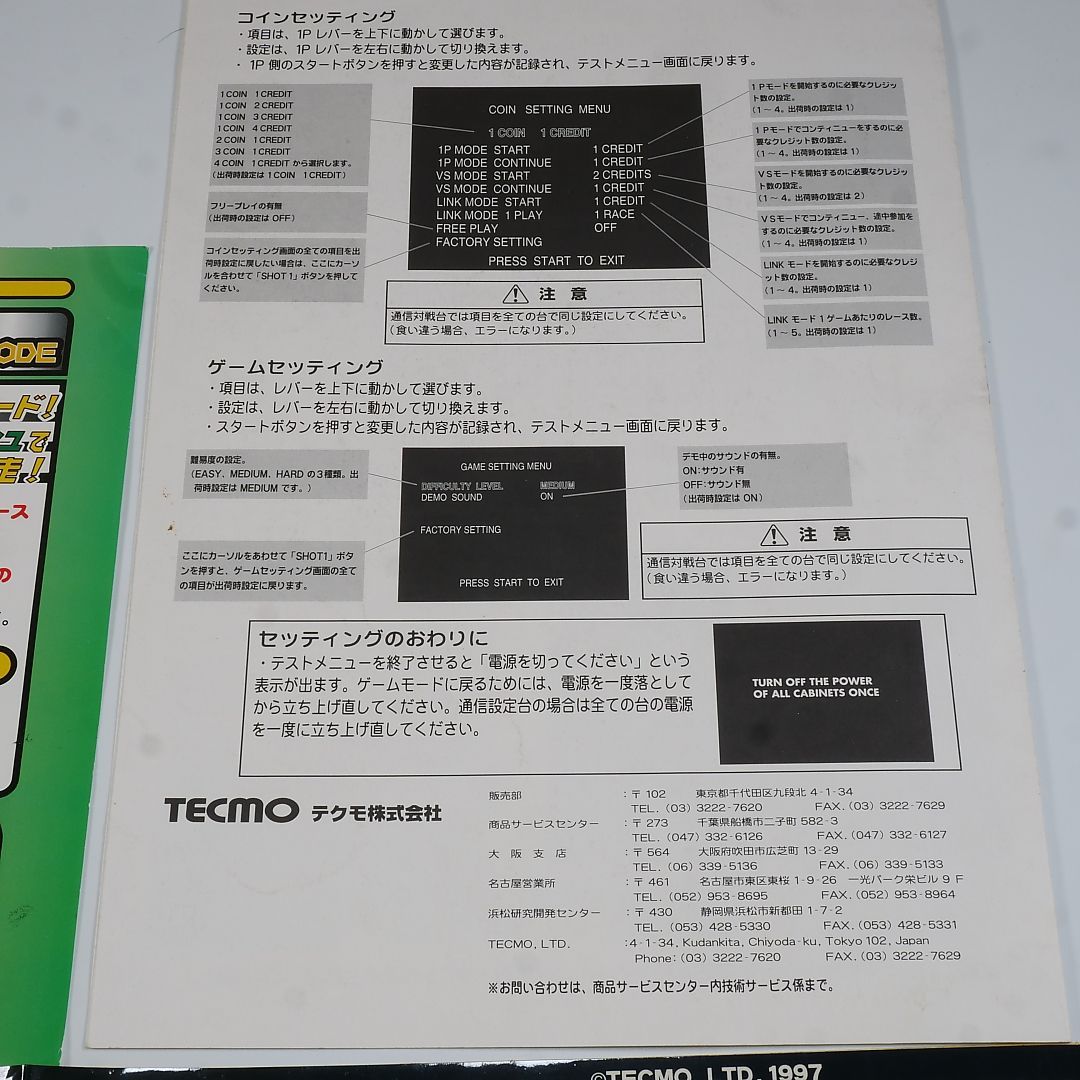 コインセッティング
・項目は、1P レバーを上下に動かして選びます。
・設定は、1P レバーを左右に動かして切り換えます。
・1P 側のスタートボタンを押すと変更した内容が記録され、テストメニュー画面に戻ります。
1 COIN 1 CREDIT
1 COIN 2 CREDIT
1 COIN 3 CREDIT
1 COIN 4 CREDIT
2 COIN 1 CREDIT
3 COIN 1 CREDIT
4 COIN 1 CREDIT から選択します。
(出荷時設定は 1 COIN 1 CREDIT)
フリープレイの有無
(出荷時の設定は OFF)
コインセッティング画面の全ての項目を出
荷時設定に戻したい場合は、ここにカーソ
ルを合わせて「SHOT 1」ボタンを押して
ください。
COIN SETTING MENU
1 COIN 1 CREDIT
1P MODE START 1 CREDIT
1P MODE CONTINUE 1 CREDIT
VS MODE START 2 CREDITS
VS MODE CONTINUE 1 CREDIT
LINK MODE START 1 CREDIT
LINK MODE 1 PLAY 1 RACE
FREE PLAY OFF
FACTORY SETTING
PRESS START TO EXIT
1 Pモードを開始するのに必要なクレジッ
ト数の設定。
(1 〜 4。出荷時の設定は 1)
1 Pモードでコンティニューをするのに必
要なクレジット数の設定。
(1 〜 4。出荷時の設定は 1)
VSモードを開始するのに必要なクレジッ
ト数の設定。
(1 〜 4。出荷時の設定は 2)
VSモードでコンティニュー、途中参加を
するのに必要なクレジット数の設定。
(1 〜 4。出荷時の設定は 1)
LINK モードを開始するのに必要なクレジ
ット数の設定。
(1 〜 4。出荷時の設定は 1)
LINK モード 1 ゲームあたりのレース数。
(1 〜 5。出荷時の設定は 1)
注 意
通信対戦台では項目を全ての台で同じ設定にしてください。
(食い違う場合、エラーになります。)
ゲームセッティング
・項目は、レバーを上下に動かして選びます。
・設定は、レバーを左右に動かして切り換えます。
・スタートボタンを押すと変更した内容が記録され、テストメニュー画面に戻ります。
難易度の設定。
(EASY、MEDIUM、HARD の3種類。出
荷時設定は MEDIUM です。)
ここにカーソルをあわせて「SHOT1」ボタ
ンを押すと、ゲームセッティング画面の全て
の項目が出荷時設定に戻ります。
GAME SETTING MENU
DIFFICULTY LEVEL MEDIUM
DEMO SOUND ON
FACTORY SETTING
PRESS START TO EXIT
デモ中のサウンドの有無。
ON:サウンド有
OFF:サウンド無
(出荷時設定は ON)
注 意
通信対戦台では項目を全ての台で同じ設定にしてください。
(食い違う場合、エラーになります。)
セッティングのおわりに
・テストメニューを終了させると「電源を切ってください」という
表示が出ます。ゲームモードに戻るためには、電源を一度落として
から立ち上げ直してください。通信設定台の場合は全ての台の電源
を一度に立ち上げ直してください。
TURN OFF THE POWER
OF ALL CABINETS ONCE
TECMO テクモ株式会社
販売部 :〒 102 東京都千代田区九段北 4-1-34
TEL. (03) 3222-7620 FAX. (03) 3222-7629
商品サービスセンター :〒 273 千葉県船橋市二子町 582-3
TEL. (047) 332-6126 FAX. (047) 332-6127
大 阪 支 店 :〒 564 大阪府吹田市広芝町 13-29
TEL. (06) 339-5136 FAX. (06) 339-5133
名古屋営業所 :〒 461 名古屋市東区東桜 1-9-26 一光パーク栄ビル 9 F
TEL. (052) 953-8695 FAX. (052) 953-8964
浜松研究開発センター :〒 430 静岡県浜松市新都田 1-7-2
TEL. (053) 428-5330 FAX. (053) 428-5331
TECMO, LTD. :4-1-34, Kudankita, Chiyoda-ku, Tokyo 102, Japan
Phone: (03) 3222-7620 FAX. (03) 3222-7629
※お問い合わせは、商品サービスセンター内技術サービス係まで。
ODE
ード!
ュで
走!
ース
の
。
©TECMO, LTD. 1997